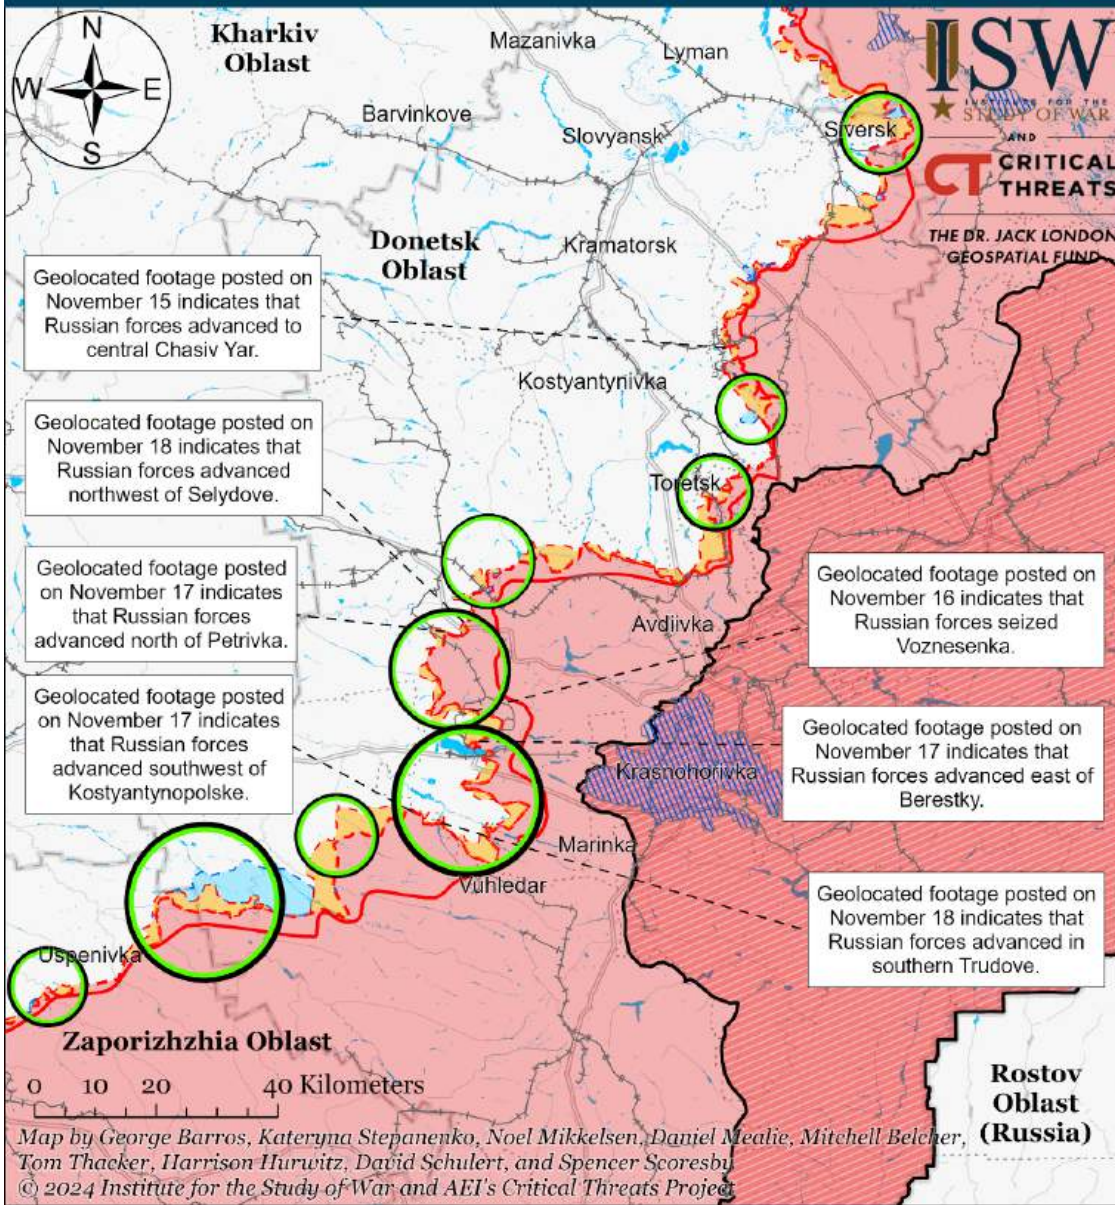 N
W
E
S
Kharkiv
Oblast
Mazanivka
Lyman
Barvinkove
Slovyansk
Siversk
ISW
INSTITUTE FOR THE
STUDY OF WAR
AND
CT CRITICAL
THREATS
THE DR. JACK LONDON
GEOSPATIAL FUND
Donetsk
Oblast
Kramatorsk
Geolocated footage posted on
November 15 indicates that
Russian forces advanced to
central Chasiv Yar.
Kostyantynivka
Geolocated footage posted on
November 18 indicates that
Russian forces advanced
northwest of Selydove.
Toretsk
Geolocated footage posted
on November 17 indicates
that Russian forces
advanced north of Petrivka.
Geolocated footage posted on
November 16 indicates that
Russian forces seized
Voznesenka.
Avdiivka
Geolocated footage posted
on November 17 indicates
that Russian forces
advanced southwest of
Kostyantynopolske.
Geolocated footage posted on
November 17 indicates that
Russian forces advanced east of
Berestky.
Krasnohorivka
Marinka
Vuhledar
Geolocated footage posted on
November 18 indicates that
Russian forces advanced in
southern Trudove.
Uspenivka
Zaporizhzhia Oblast
0 10 20 40 Kilometers
Rostov
Oblast
(Russia)
Map by George Barros, Kateryna Stepanenko, Noel Mikkelsen, Daniel Mealie, Mitchell Belcher,
Tom Thacker, Harrison Hurwitz, David Schulert, and Spencer Scoresby
© 2024 Institute for the Study of War and AEI's Critical Threats Project